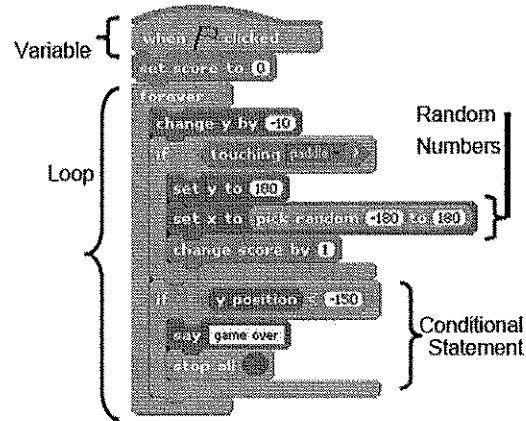 Variable
when clicked
set score to 0
forever
change y by -10
if touching paddle ?
set y to 180
set x to pick random -180 to 180
change score by 1
if y position < -150
say game over
stop all
Loop
Random
Numbers
Conditional
Statement